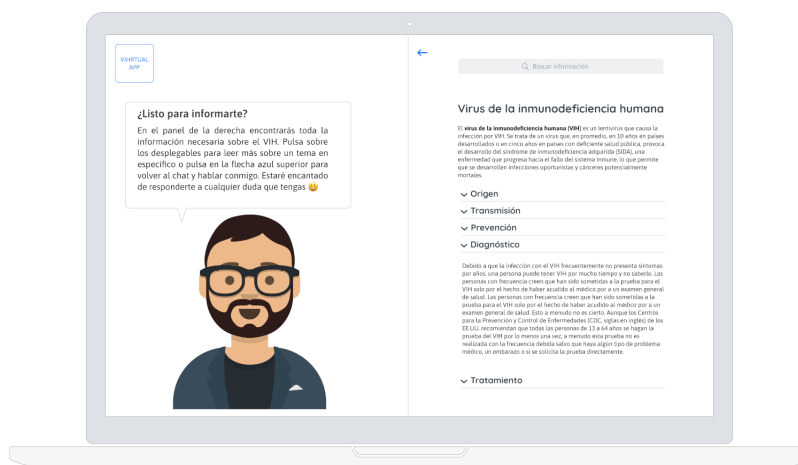 VIHRTUAL
APP
¿Listo para informarte?
En el panel de la derecha encontrarás toda la
información necesaria sobre el VIH. Pulsa sobre
los desplegables para leer más sobre un tema en
específico o pulsa en la flecha azul superior para
volver al chat y hablar conmigo. Estaré encantado
de responderte a cualquier duda que tengas 😃
Búscar información
Virus de la inmunodeficiencia humana
El virus de la inmunodeficiencia humana (VIH) es un lentivirus que causa la
infección por VIH. Se trata de un virus que, en promedio, en 10 años en países
desarrollados o en cinco años en países con deficiente salud pública, provoca
el desarrollo del síndrome de inmunodeficiencia adquirida (SIDA), una
enfermedad que progresa hacia el fallo del sistema inmune, lo que permite
que se desarrollen infecciones oportunistas y cánceres potencialmente
mortales.
Origen
Transmisión
Prevención
Diagnóstico
Debido a que la infección con el VIH frecuentemente no presenta síntomas
por años, una persona puede tener VIH por mucho tiempo y no saberlo. Las
personas con frecuencia creen que han sido sometidas a la prueba para el
VIH solo por el hecho de haber acudido al médico por a un examen general
de salud. Las personas con frecuencia creen que han sido sometidas a la
prueba para el VIH solo por el hecho de haber acudido al médico por a un
examen general de salud. Esto a menudo no es cierto. Aunque los Centros
para la Prevención y Control de Enfermedades (CDC, siglas en inglés) de los
EE.UU. recomiendan que todas las personas de 13 a 64 años se hagan la
prueba del VIH por lo menos una vez, a menudo esta prueba no es
realizada con la frecuencia debida salvo que haya algún tipo de problema
médico, un embarazo o si se solicita la prueba directamente.
Tratamiento